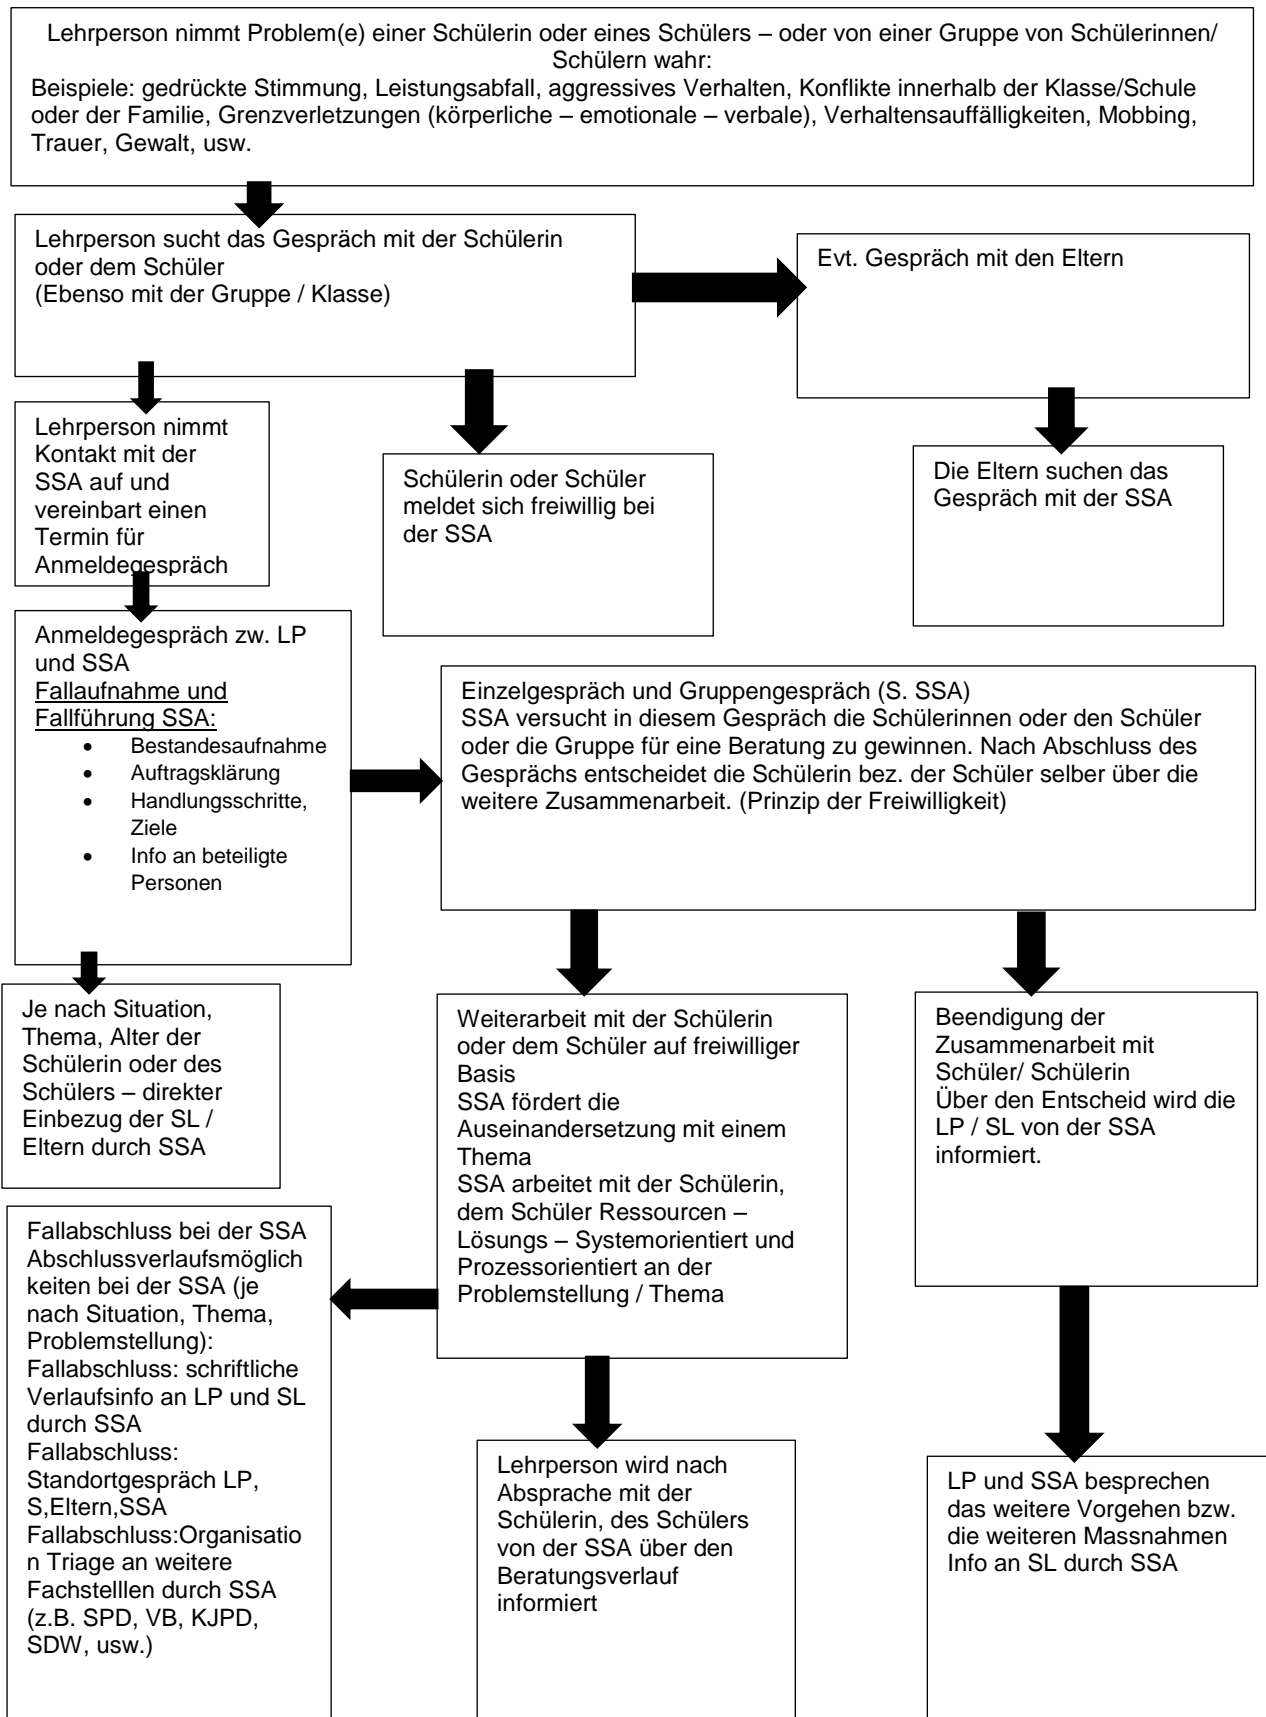 Lehrperson nimmt Problem(e) einer Schülerin oder eines Schülers – oder von einer Gruppe von Schülerinnen/
Schülern wahr:
Beispiele: gedrückte Stimmung, Leistungsabfall, aggressives Verhalten, Konflikte innerhalb der Klasse/Schule
oder der Familie, Grenzverletzungen (körperliche – emotionale – verbale), Verhaltensauffälligkeiten, Mobbing,
Trauer, Gewalt, usw.
Lehrperson sucht das Gespräch mit der Schülerin
oder dem Schüler
(Ebenso mit der Gruppe / Klasse)
Evt. Gespräch mit den Eltern
Lehrperson nimmt
Kontakt mit der
SSA auf und
vereinbart einen
Termin für
Anmeldegespräch
Schülerin oder Schüler
meldet sich freiwillig bei
der SSA
Die Eltern suchen das
Gespräch mit der SSA
Anmeldegespräch zw. LP
und SSA
Fallaufnahme und
Fallführung SSA:
• Bestandesaufnahme
• Auftragsklärung
• Handlungsschritte,
Ziele
• Info an beteiligte
Personen
Einzelgespräch und Gruppengespräch (S. SSA)
SSA versucht in diesem Gespräch die Schülerinnen oder den Schüler
oder die Gruppe für eine Beratung zu gewinnen. Nach Abschluss des
Gesprächs entscheidet die Schülerin bez. der Schüler selber über die
weitere Zusammenarbeit. (Prinzip der Freiwilligkeit)
Je nach Situation,
Thema, Alter der
Schülerin oder des
Schülers – direkter
Einbezug der SL /
Eltern durch SSA
Weiterarbeit mit der Schülerin
oder dem Schüler auf freiwilliger
Basis
SSA fördert die
Auseinandersetzung mit einem
Thema
SSA arbeitet mit der Schülerin,
dem Schüler Ressourcen –
Lösungs – Systemorientiert und
Prozessorientiert an der
Problemstellung / Thema
Beendigung der
Zusammenarbeit mit
Schüler/ Schülerin
Über den Entscheid wird die
LP / SL von der SSA
informiert.
Fallabschluss bei der SSA
Abschlussverlaufsmöglich
keiten bei der SSA (je
nach Situation, Thema,
Problemstellung):
Fallabschluss: schriftliche
Verlaufsinfo an LP und SL
durch SSA
Fallabschluss:
Standortgespräch LP,
S,Eltern,SSA
Fallabschluss:Organisatio
n Triage an weitere
Fachstelllen durch SSA
(z.B. SPD, VB, KJPD,
SDW, usw.)
Lehrperson wird nach
Absprache mit der
Schülerin, des Schülers
von der SSA über den
Beratungsverlauf
informiert
LP und SSA besprechen
das weitere Vorgehen bzw.
die weiteren Massnahmen
Info an SL durch SSA